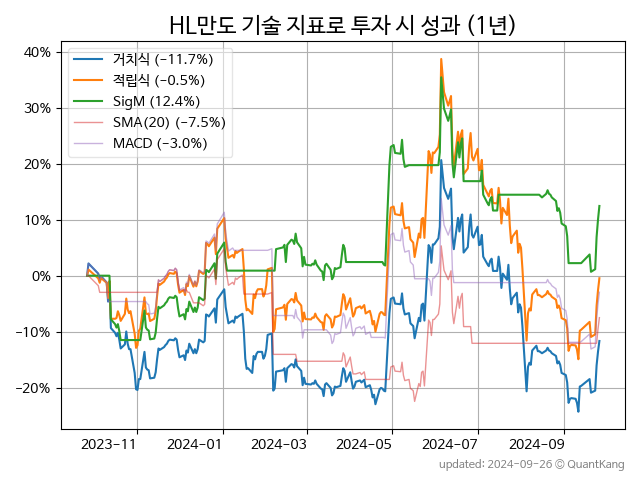 HL만도 기술 지표로 투자 시 성과 (1년)
40%
30%
20%
10%
0%
−10%
−20%
거치식 (−11.7%)
적립식 (−0.5%)
SigM (12.4%)
SMA(20) (−7.5%)
MACD (−3.0%)
2023-11
2024-01
2024-03
2024-05
2024-07
2024-09
updated: 2024-09-26 © QuantKang